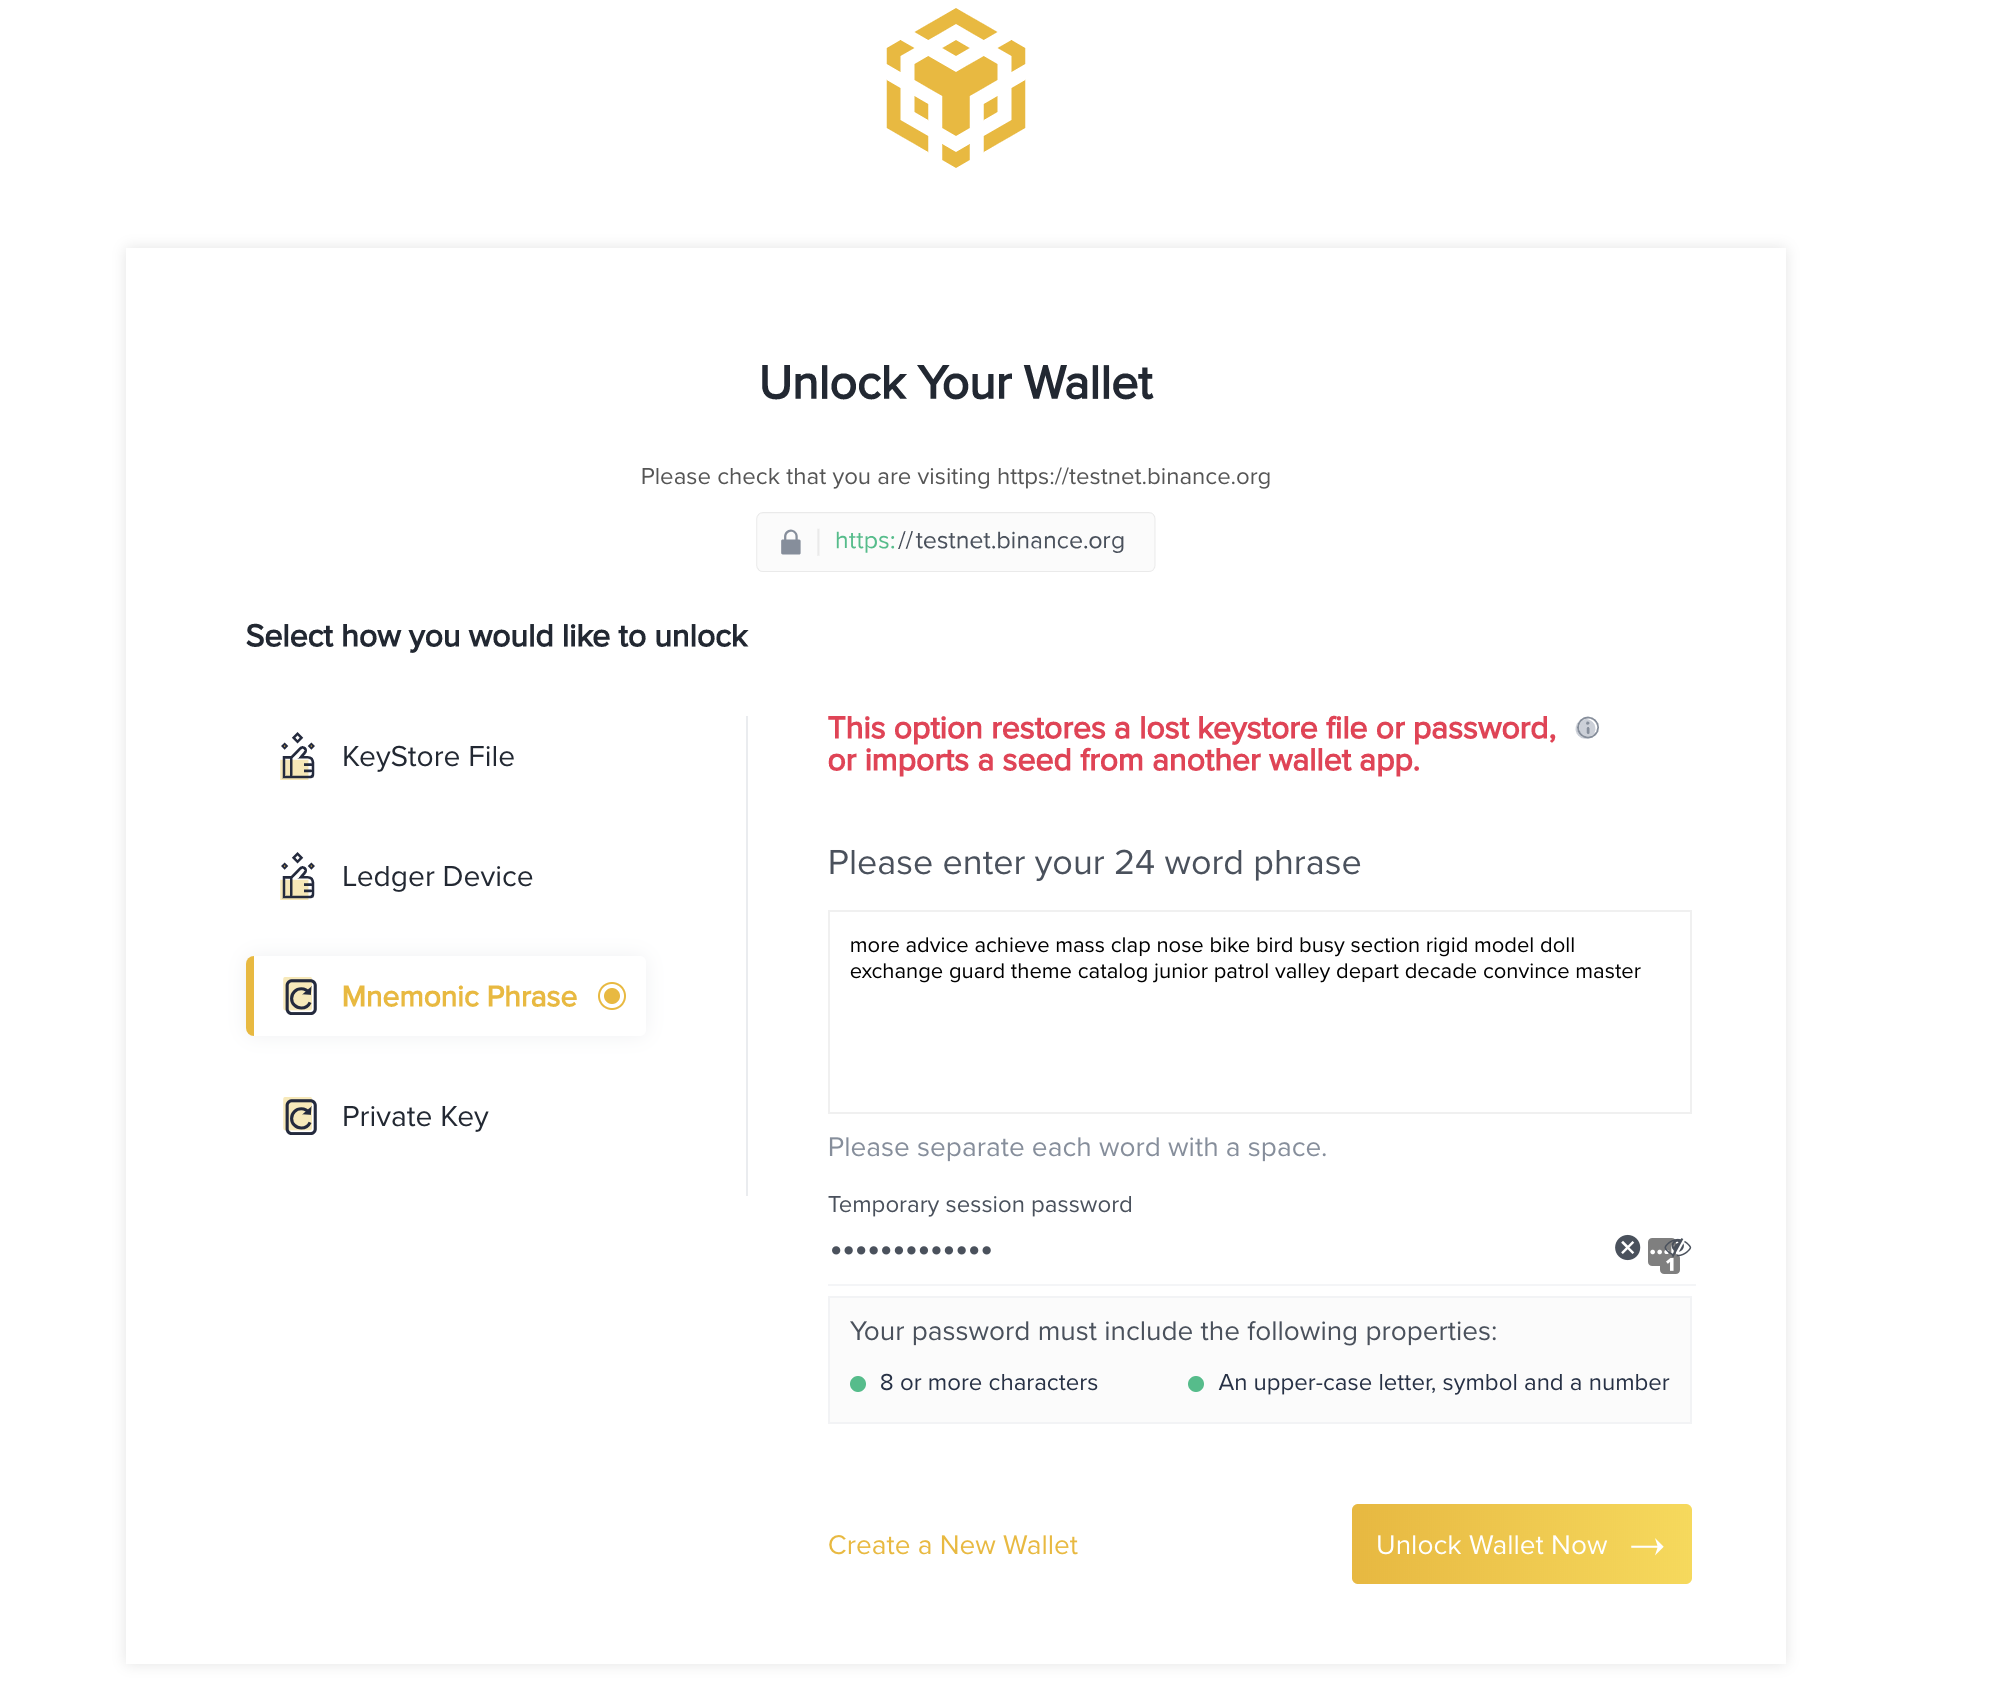 Unlock Your Wallet
Please check that you are visiting https://testnet.binance.org
https://testnet.binance.org
Select how you would like to unlock
KeyStore File
Ledger Device
Mnemonic Phrase
Private Key
This option restores a lost keystore file or password,
or imports a seed from another wallet app.
Please enter your 24 word phrase
more advice achieve mass clap nose bike bird busy section rigid model doll
exchange guard theme catalog junior patrol valley depart decade convince master
Please separate each word with a space.
Temporary session password
•••••••••••••
1
Your password must include the following properties:
8 or more characters
An upper-case letter, symbol and a number
Create a New Wallet
Unlock Wallet Now →